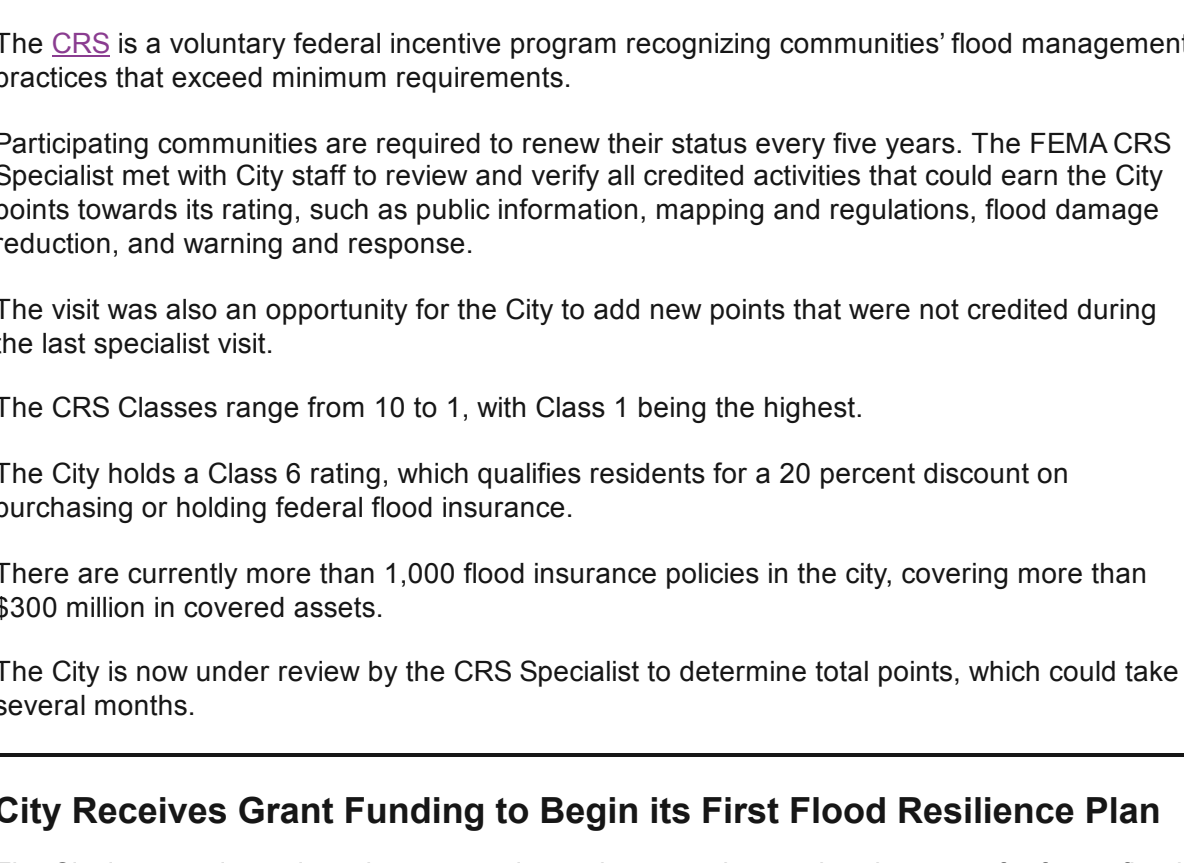 The CRS is a voluntary federal incentive program recognizing communities’ flood management
practices that exceed minimum requirements.
Participating communities are required to renew their status every five years. The FEMA CRS
Specialist met with City staff to review and verify all credited activities that could earn the City
points towards its rating, such as public information, mapping and regulations, flood damage
reduction, and warning and response.
The visit was also an opportunity for the City to add new points that were not credited during
the last specialist visit.
The CRS Classes range from 10 to 1, with Class 1 being the highest.
The City holds a Class 6 rating, which qualifies residents for a 20 percent discount on
purchasing or holding federal flood insurance.
There are currently more than 1,000 flood insurance policies in the city, covering more than
$300 million in covered assets.
The City is now under review by the CRS Specialist to determine total points, which could take
several months.
City Receives Grant Funding to Begin its First Flood Resilience Plan